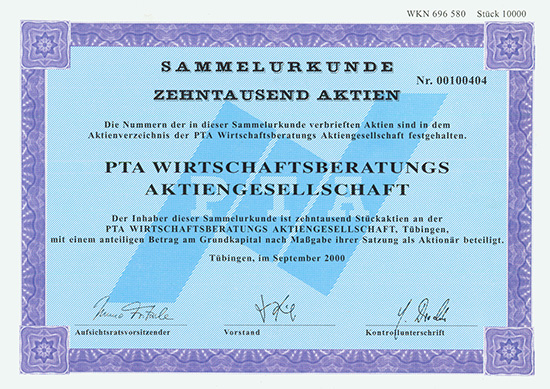 WKN 696 580 Stück 10000
SAMMELURKUNDE
Nr. 00100404
ZEHNTAUSEND AKTIEN
Die Nummern der in dieser Sammelurkunde verbrieften Aktien sind in dem
Aktienverzeichnis der PTA Wirtschaftsberatungs Aktiengesellschaft festgehalten.
PTA WIRTSCHAFTSBERATUNGS
AKTIENGESELLSCHAFT
PTA
Der Inhaber dieser Sammelurkunde ist zehntausend Stückaktien an der
PTA WIRTSCHAFTSBERATUNGS AKTIENGESELLSCHAFT, Tübingen,
mit einem anteiligen Betrag am Grundkapital nach Maßgabe ihrer Satzung als Aktionär beteiligt.
Tübingen, im September 2000
Aufsichtsratsvorsitzender Vorstand Kontrollunterschrift